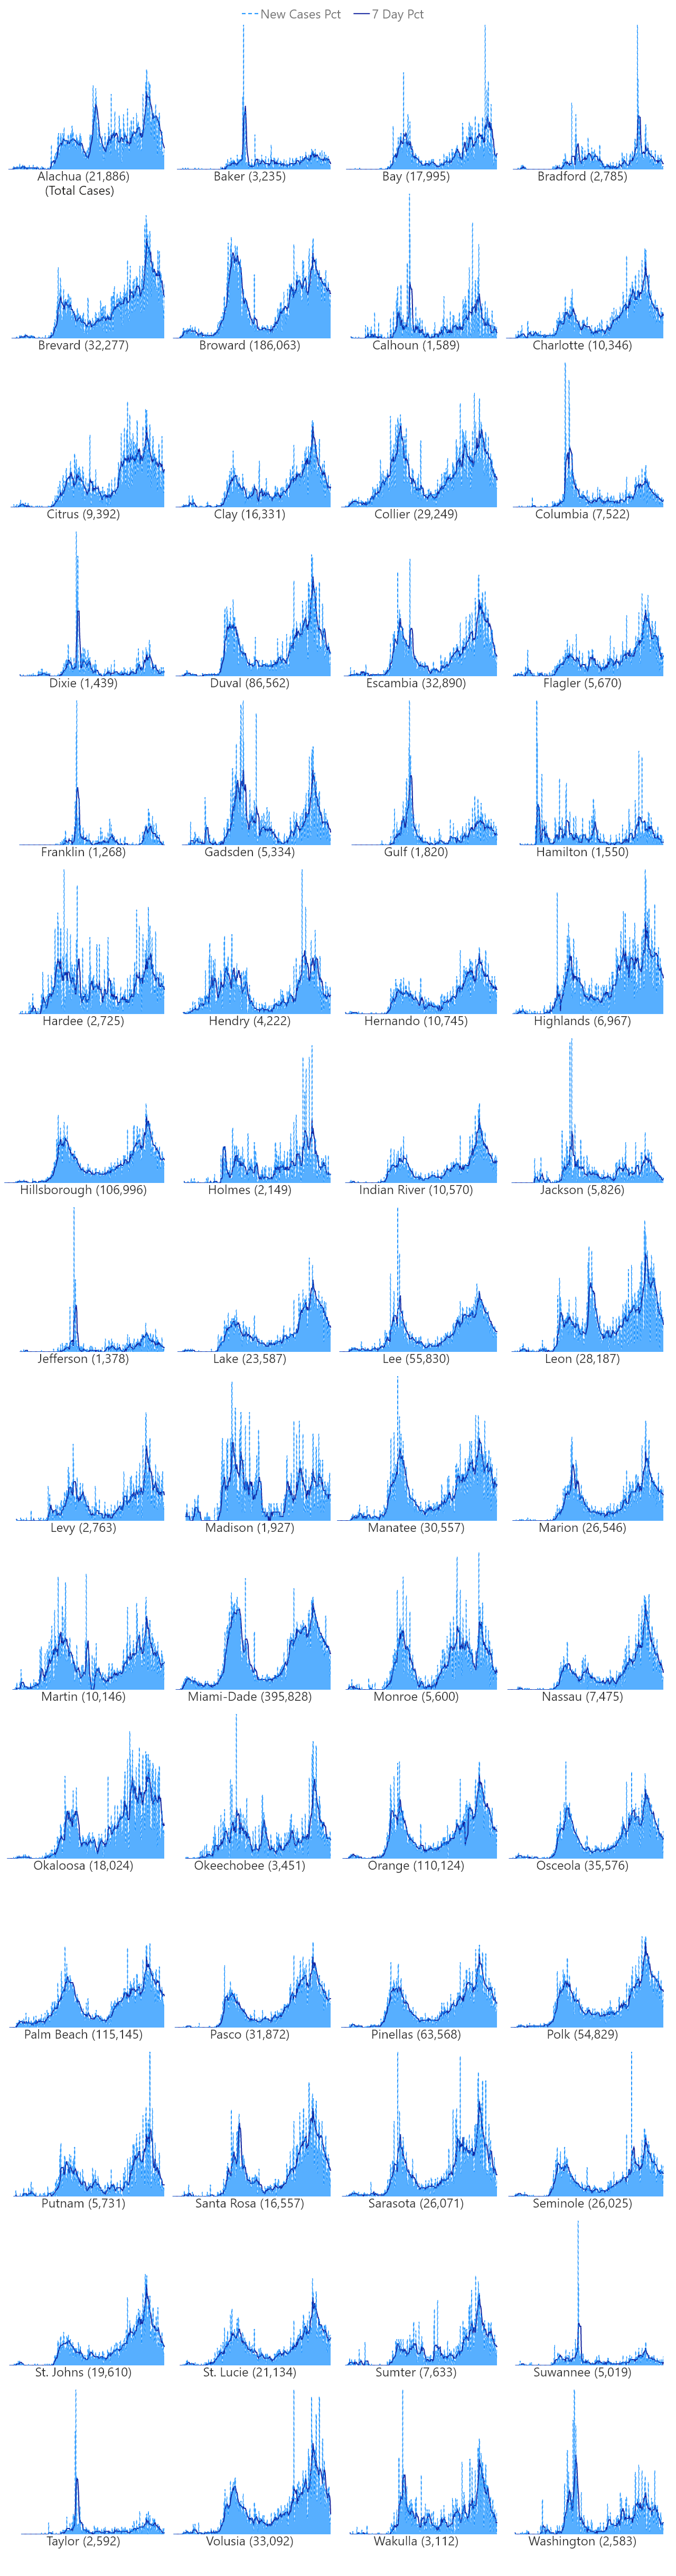 New Cases Pct 7 Day Pct
Alachua (21,886) Baker (3,235) Bay (17,995) Bradford (2,785)
(Total Cases)
Brevard (32,277) Broward (186,063) Calhoun (1,589) Charlotte (10,346)
Citrus (9,392) Clay (16,331) Collier (29,249) Columbia (7,522)
Dixie (1,439) Duval (86,562) Escambia (32,890) Flagler (5,670)
Franklin (1,268) Gadsden (5,334) Gulf (1,820) Hamilton (1,550)
Hardee (2,725) Hendry (4,222) Hernando (10,745) Highlands (6,967)
Hillsborough (106,996) Holmes (2,149) Indian River (10,570) Jackson (5,826)
Jefferson (1,378) Lake (23,587) Lee (55,830) Leon (28,187)
Levy (2,763) Madison (1,927) Manatee (30,557) Marion (26,546)
Martin (10,146) Miami-Dade (395,828) Monroe (5,600) Nassau (7,475)
Okaloosa (18,024) Okeechobee (3,451) Orange (110,124) Osceola (35,576)
Palm Beach (115,145) Pasco (31,872) Pinellas (63,568) Polk (54,829)
Putnam (5,731) Santa Rosa (16,557) Sarasota (26,071) Seminole (26,025)
St. Johns (19,610) St. Lucie (21,134) Sumter (7,633) Suwannee (5,019)
Taylor (2,592) Volusia (33,092) Wakulla (3,112) Washington (2,583)